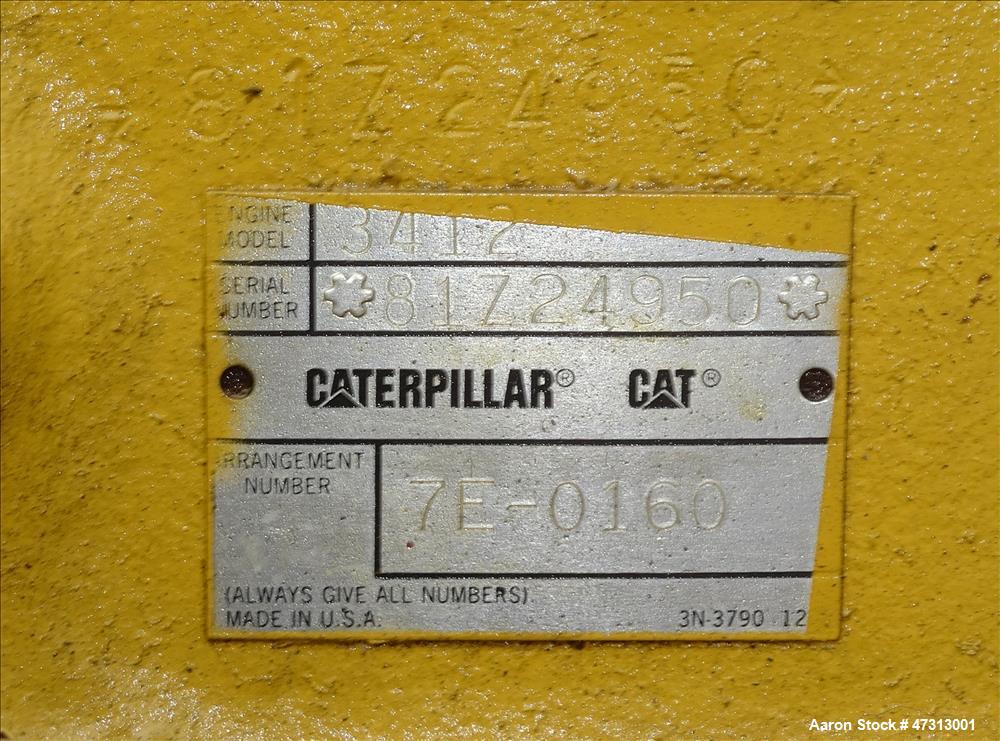 81Z24950
ENGINE MODEL 3412
SERIAL NUMBER *81Z24950*
CATERPILLAR® CAT®
ARRANGEMENT NUMBER 7E-0160
(ALWAYS GIVE ALL NUMBERS)
MADE IN U.S.A. 3N-3790 12
Aaron Stock # 47313001